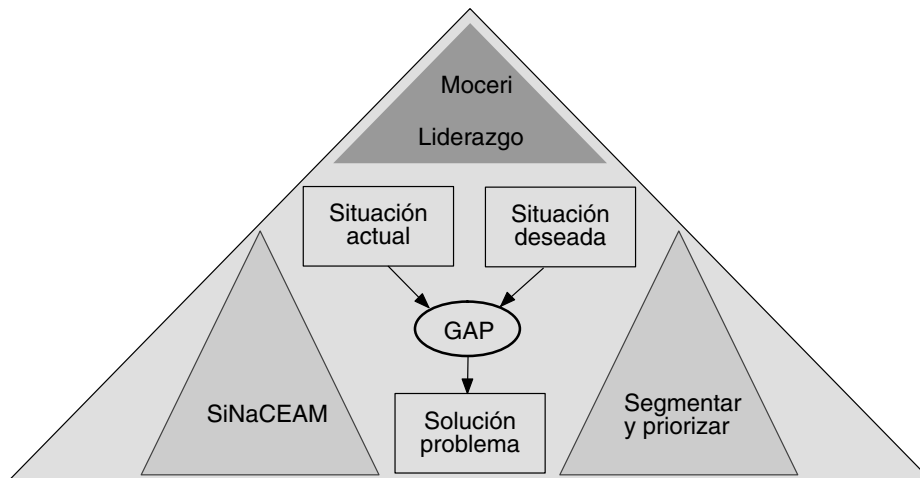 Moceri
Liderazgo
Situación
actual
Situación
deseada
GAP
SiNaCEAM
Solución
problema
Segmentar
y priorizar